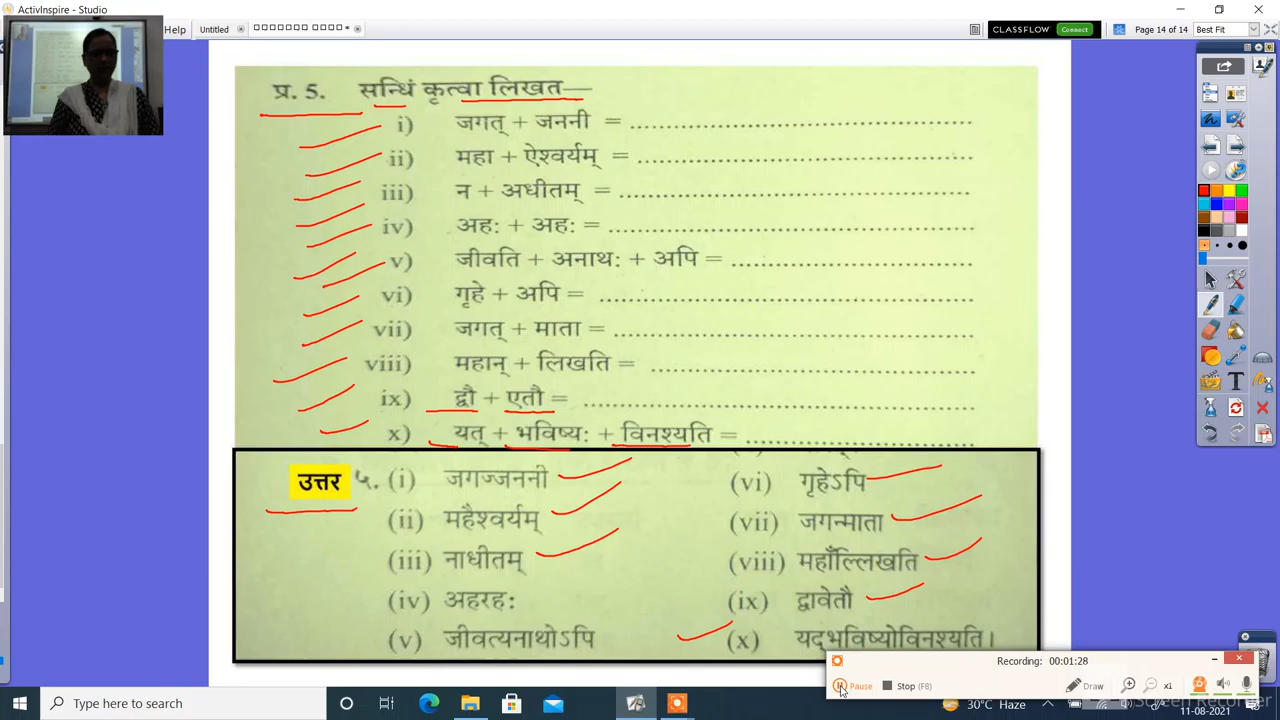 ActivInspire - Studio
Help
Untitled
CLASSFLOW Connect
Page 14 of 14
Best Fit
प्र. 5. सन्धिं कृत्वा लिखत—
i) जगत् + जननी = ........................................
ii) महा + ऐश्वर्यम् = ........................................
iii) न + अधीतम् = ........................................
iv) अहः + अहः = ........................................
v) जीवति + अनाथः + अपि = ........................................
vi) गृहे + अपि = ........................................
vii) जगत् + माता = ........................................
viii) महान् + लिखति = ........................................
ix) द्वौ + एतौ = ........................................
x) यत् + भविष्यः + विनश्यति = ........................................
उत्तर ५. (i) जगज्जननी (vi) गृहेऽपि
(ii) महैश्वर्यम् (vii) जगन्माता
(iii) नाधीतम् (viii) महाँल्लिखति
(iv) अहरहः (ix) द्वावेतौ
(v) जीवत्यनाथोऽपि (x) यद्भविष्योविनश्यति।
Recording: 00:01:28
Pause Stop (F8) Draw x1
Type here to search
30°C Haze
11-08-2021